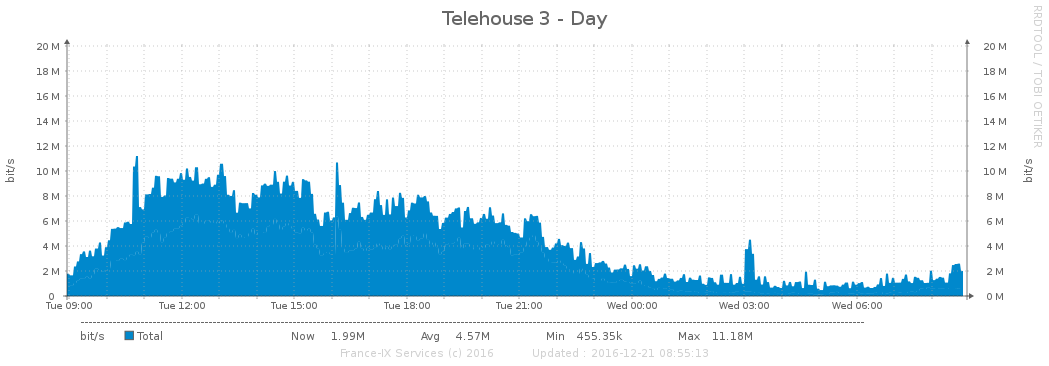 Telehouse 3 - Day
RRDTOOL / TOBI OETIKER
bit/s
20 M
18 M
16 M
14 M
12 M
10 M
8 M
6 M
4 M
2 M
0
20 M
18 M
16 M
14 M
12 M
10 M
8 M
6 M
4 M
2 M
0 M
bit/s
Tue 09:00 Tue 12:00 Tue 15:00 Tue 18:00 Tue 21:00 Wed 00:00 Wed 03:00 Wed 06:00
bit/s Total Now 1.99M Avg 4.57M Min 455.35k Max 11.18M
France-IX Services (c) 2016 Updated : 2016-12-21 08:55:13